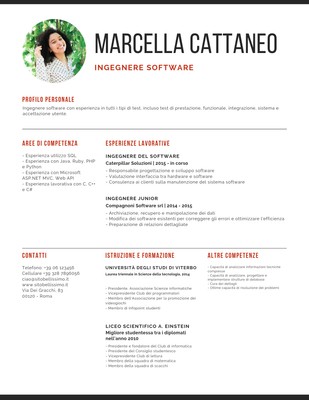 MARCELLA CATTANEO
INGEGNERE SOFTWARE
PROFILO PERSONALE
Ingegnere software con esperienza in tutti i tipi di test, incluso test di prestazione, funzionale, integrazione, sistema e
accettazione utente
AREE DI COMPETENZA
- Esperienza utilizzo SQL
- Esperienza con Java, Ruby, PHP
e Python
- Esperienza con Microsoft
ASP.NET MVC, Web API
- Esperienza lavorativa con C, C++
e C#
ESPERIENZE LAVORATIVE
INGEGNERE DEL SOFTWARE
Caterpillar Soluzioni | 2015 - in corso
- Responsabile progettazione e sviluppo software
- Valutazione interfaccia tra hardware e software
- Consulenza ai clienti sulla manutenzione del sistema software
INGEGNERE JUNIOR
Compagnoni Software srl | 2014 - 2015
- Archiviazione, recupero e manipolazione dei dati
- Modifica dei software esistenti per correggere gli errori e ottimizzare l'efficienza
- Preparazione di relazioni dettagliate
CONTATTI
Telefono: +39 06 123456
Cellulare: +39 06 123456
ciao@sitobellissimo.it
www.sitobellissimo.it
Via Dei Gracchi, 83
00520 - Roma
ISTRUZIONE E FORMAZIONE
UNIVERSITÀ DEGLI STUDI DI VITERBO
Laurea triennale in Scienza della tecnologia, 2014
- Presidente: Associazione Scienze informatiche
- Vicepresidente Club dei programmatori
- Membro dell'Associazione per la promozione dei
videogiochi
- Membro di Infopoint studenti
LICEO SCIENTIFICO A. EINSTEIN
Migliore studentessa tra i diplomati
nell'anno 2010
- Presidente e fondatore del Club di informatica
- Presidente del Consiglio studentesco
- Vicepresidente Club di lettura
- Membro della squadra di matematica
- Membro della squadra di scacchi
ALTRE COMPETENZE
- Capacità di assemblare informazioni tecniche
complesse
- Capacità di assemblare, progettare e
implementare strutture di database
- Cura dei dettagli
- Ottime capacità di risoluzione dei problemi